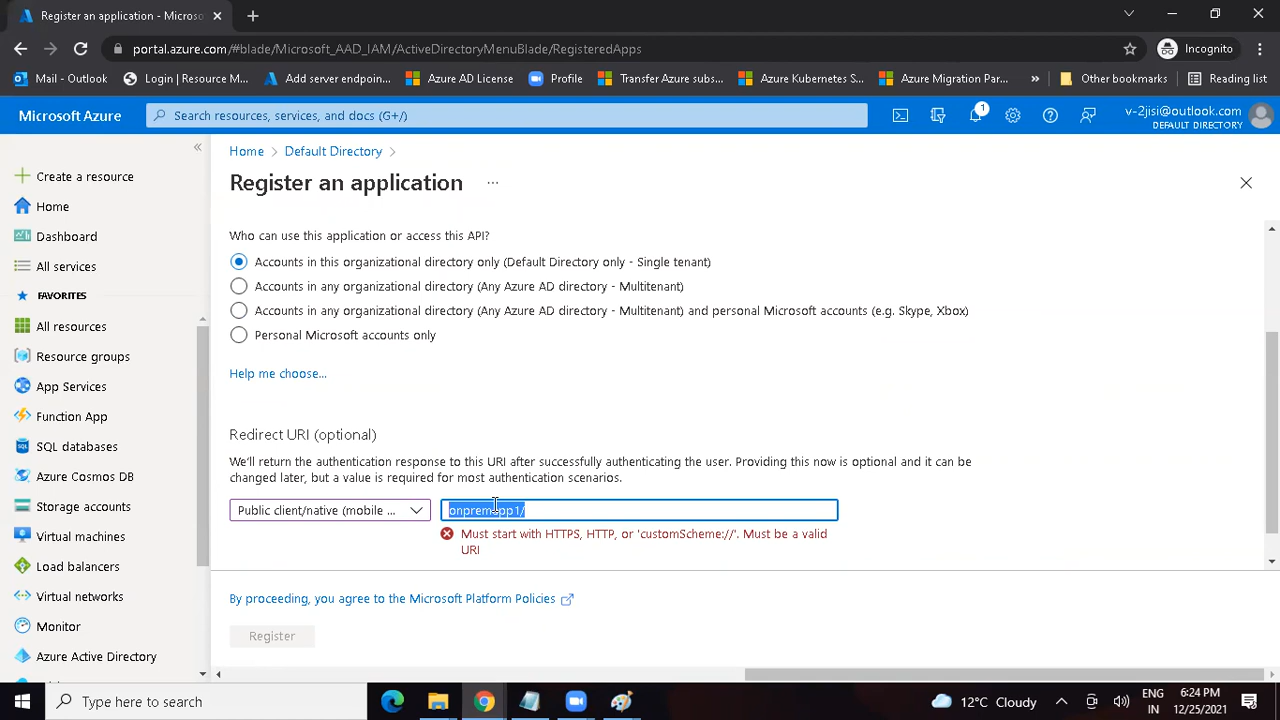 Register an application - Micros
portal.azure.com/#blade/Microsoft_AAD_IAM/ActiveDirectoryMenuBlade/RegisteredApps
Incognito
Mail - Outlook
Login | Resource M...
Add server endpoin...
Azure AD License
Profile
Transfer Azure subs...
Azure Kubernetes S...
Azure Migration Par...
»
Other bookmarks
Reading list
Microsoft Azure
Search resources, services, and docs (G+/)
1
v-2jisi@outlook.com
DEFAULT DIRECTORY
Create a resource
Home
Dashboard
All services
FAVORITES
All resources
Resource groups
App Services
Function App
SQL databases
Azure Cosmos DB
Storage accounts
Virtual machines
Load balancers
Virtual networks
Monitor
Azure Active Directory
Home > Default Directory >
Register an application ...
Who can use this application or access this API?
Accounts in this organizational directory only (Default Directory only - Single tenant)
Accounts in any organizational directory (Any Azure AD directory - Multitenant)
Accounts in any organizational directory (Any Azure AD directory - Multitenant) and personal Microsoft accounts (e.g. Skype, Xbox)
Personal Microsoft accounts only
Help me choose...
Redirect URI (optional)
We'll return the authentication response to this URI after successfully authenticating the user. Providing this now is optional and it can be
changed later, but a value is required for most authentication scenarios.
Public client/native (mobile ...
Must start with HTTPS, HTTP, or 'customScheme://'. Must be a valid
URI
By proceeding, you agree to the Microsoft Platform Policies
Register
Type here to search
12°C Cloudy
ENG
IN
6:24 PM
12/25/2021